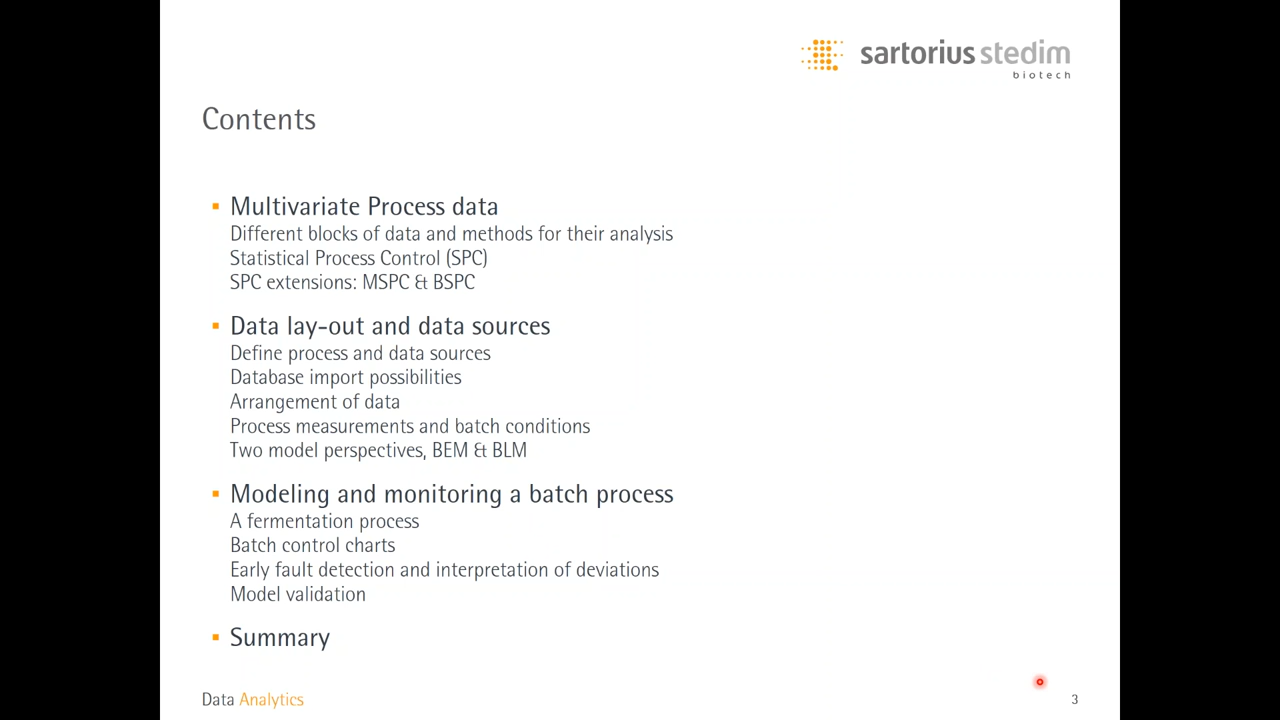 sartorius stedim
biotech
Contents
Multivariate Process data
Different blocks of data and methods for their analysis
Statistical Process Control (SPC)
SPC extensions: MSPC & BSPC
Data lay-out and data sources
Define process and data sources
Database import possibilities
Arrangement of data
Process measurements and batch conditions
Two model perspectives, BEM & BLM
Modeling and monitoring a batch process
A fermentation process
Batch control charts
Early fault detection and interpretation of deviations
Model validation
Summary
Data Analytics
3